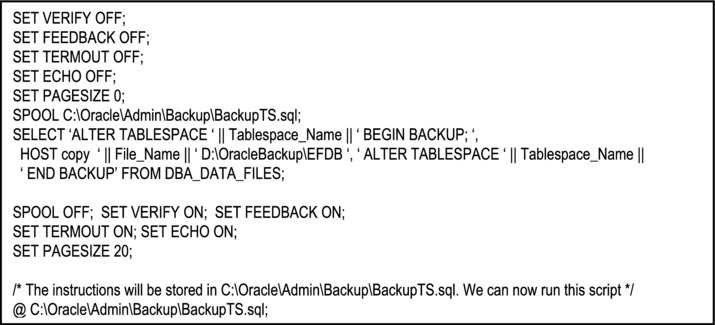 SET VERIFY OFF;
SET FEEDBACK OFF;
SET TERMOUT OFF;
SET ECHO OFF;
SET PAGESIZE 0;
SPOOL C:\Oracle\Admin\Backup\BackupTS.sql;
SELECT ‘ALTER TABLESPACE ‘ || Tablespace_Name || ‘ BEGIN BACKUP; ‘,
HOST copy ‘ || File_Name || ‘ D:\OracleBackup\EFDB ‘, ‘ ALTER TABLESPACE ‘ || Tablespace_Name ||
‘ END BACKUP’ FROM DBA_DATA_FILES;
SPOOL OFF; SET VERIFY ON; SET FEEDBACK ON;
SET TERMOUT ON; SET ECHO ON;
SET PAGESIZE 20;
/* The instructions will be stored in C:\Oracle\Admin\Backup\BackupTS.sql. We can now run this script */
@ C:\Oracle\Admin\Backup\BackupTS.sql;